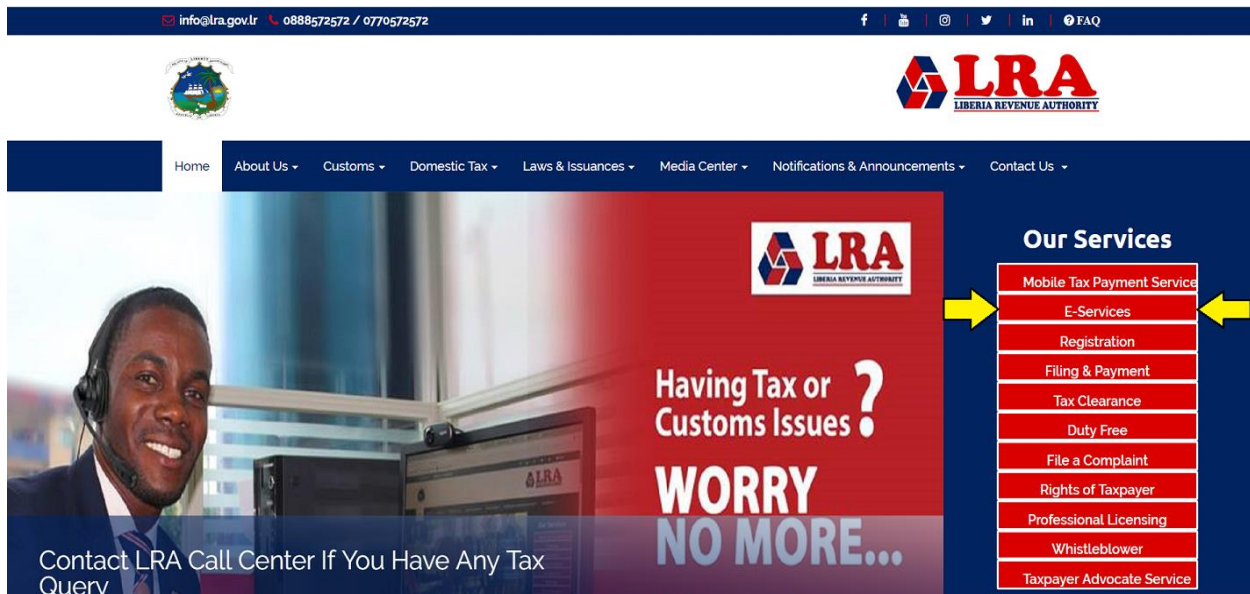 info@lra.gov.lr 0888572572 / 0770572572
FAQ
LRA
LIBERIA REVENUE AUTHORITY
Home About Us Customs Domestic Tax Laws & Issuances Media Center Notifications & Announcements Contact Us
LRA
LIBERIA REVENUE AUTHORITY
Having Tax or
Customs Issues ?
WORRY
NO MORE...
LRA
Contact LRA Call Center If You Have Any Tax
Query
Our Services
Mobile Tax Payment Service
E-Services
Registration
Filing & Payment
Tax Clearance
Duty Free
File a Complaint
Rights of Taxpayer
Professional Licensing
Whistleblower
Taxpayer Advocate Service